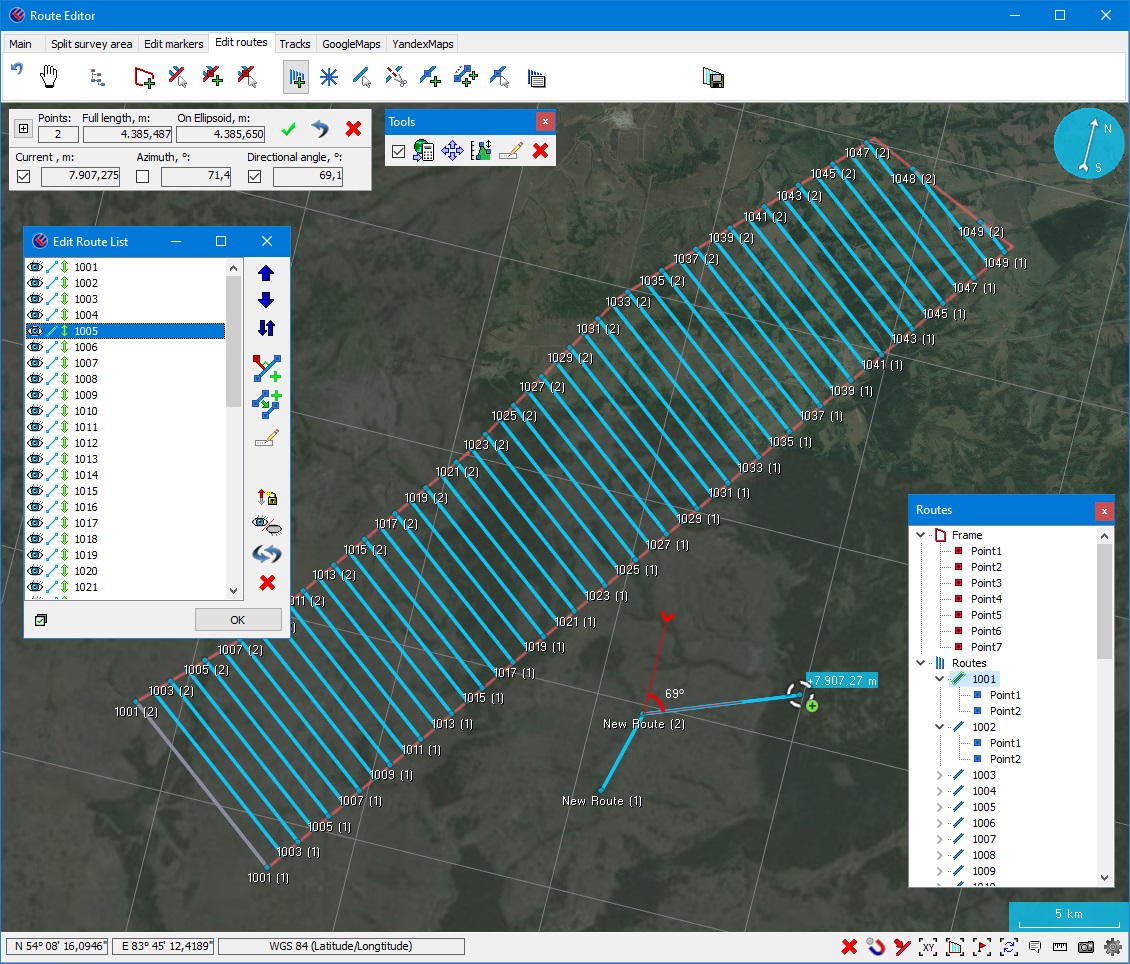 Route Editor
Main Split survey area Edit markers Edit routes Tracks GoogleMaps YandexMaps
Points: Full length, m: On Ellipsoid, m:
2 4.385,487 4.385,650
Current , m: Azimuth, °: Directional angle, °:
7.907,275 71,4 69,1
Tools
N
S
Edit Route List
1001
1002
1003
1004
1005
1006
1007
1008
1009
1010
1011
1012
1013
1014
1015
1016
1017
1018
1019
1020
1021
OK
1047 (2)
1045 (2)
1048 (2)
1043 (2)
1041 (2)
1049 (2)
1039 (2)
1037 (2)
1049 (1)
1035 (2)
1047 (1)
1033 (2)
1045 (1)
1031 (2)
1043 (1)
1029 (2)
1041 (1)
1027 (2)
1039 (1)
1025 (2)
1037 (1)
1023 (2)
1035 (1)
1021 (2)
1033 (1)
1019 (2)
1031 (1)
1017 (2)
1029 (1)
1015 (2)
1027 (1)
1013 (2)
1025 (1)
011 (2)
1023 (1)
1021 (1)
1007 (2)
1019 (1)
1005 (2)
1017 (1)
1003 (2)
1015 (1)
1001 (2)
1013 (1)
1011 (1)
1009 (1)
1007 (1)
1005 (1)
1003 (1)
1001 (1)
+7.907,27 m
69°
New Route (2)
New Route (1)
Routes
Frame
Point1
Point2
Point3
Point4
Point5
Point6
Point7
Routes
1001
Point1
Point2
1002
Point1
Point2
1003
1004
1005
1006
1007
1008
1009
1010
5 km
N 54° 08' 16,0946" E 83° 45' 12,4189" WGS 84 (Latitude/Longtitude)
XY